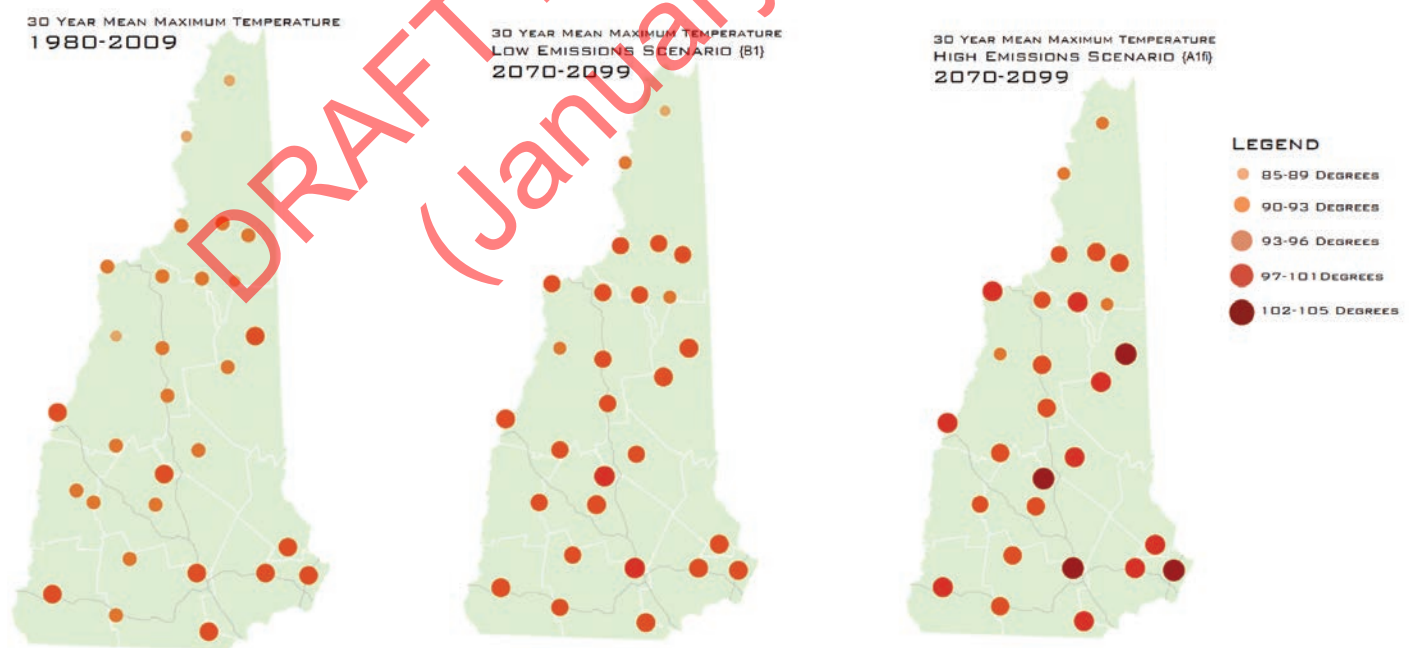 30 YEAR MEAN MAXIMUM TEMPERATURE
1980-2009
30 YEAR MEAN MAXIMUM TEMPERATURE
LOW EMISSIONS SCENARIO {B1}
2070-2099
30 YEAR MEAN MAXIMUM TEMPERATURE
HIGH EMISSIONS SCENARIO {A1fi}
2070-2099
LEGEND
85-89 DEGREES
90-93 DEGREES
93-96 DEGREES
97-101DEGREES
102-105 DEGREES
DRAFT
(January